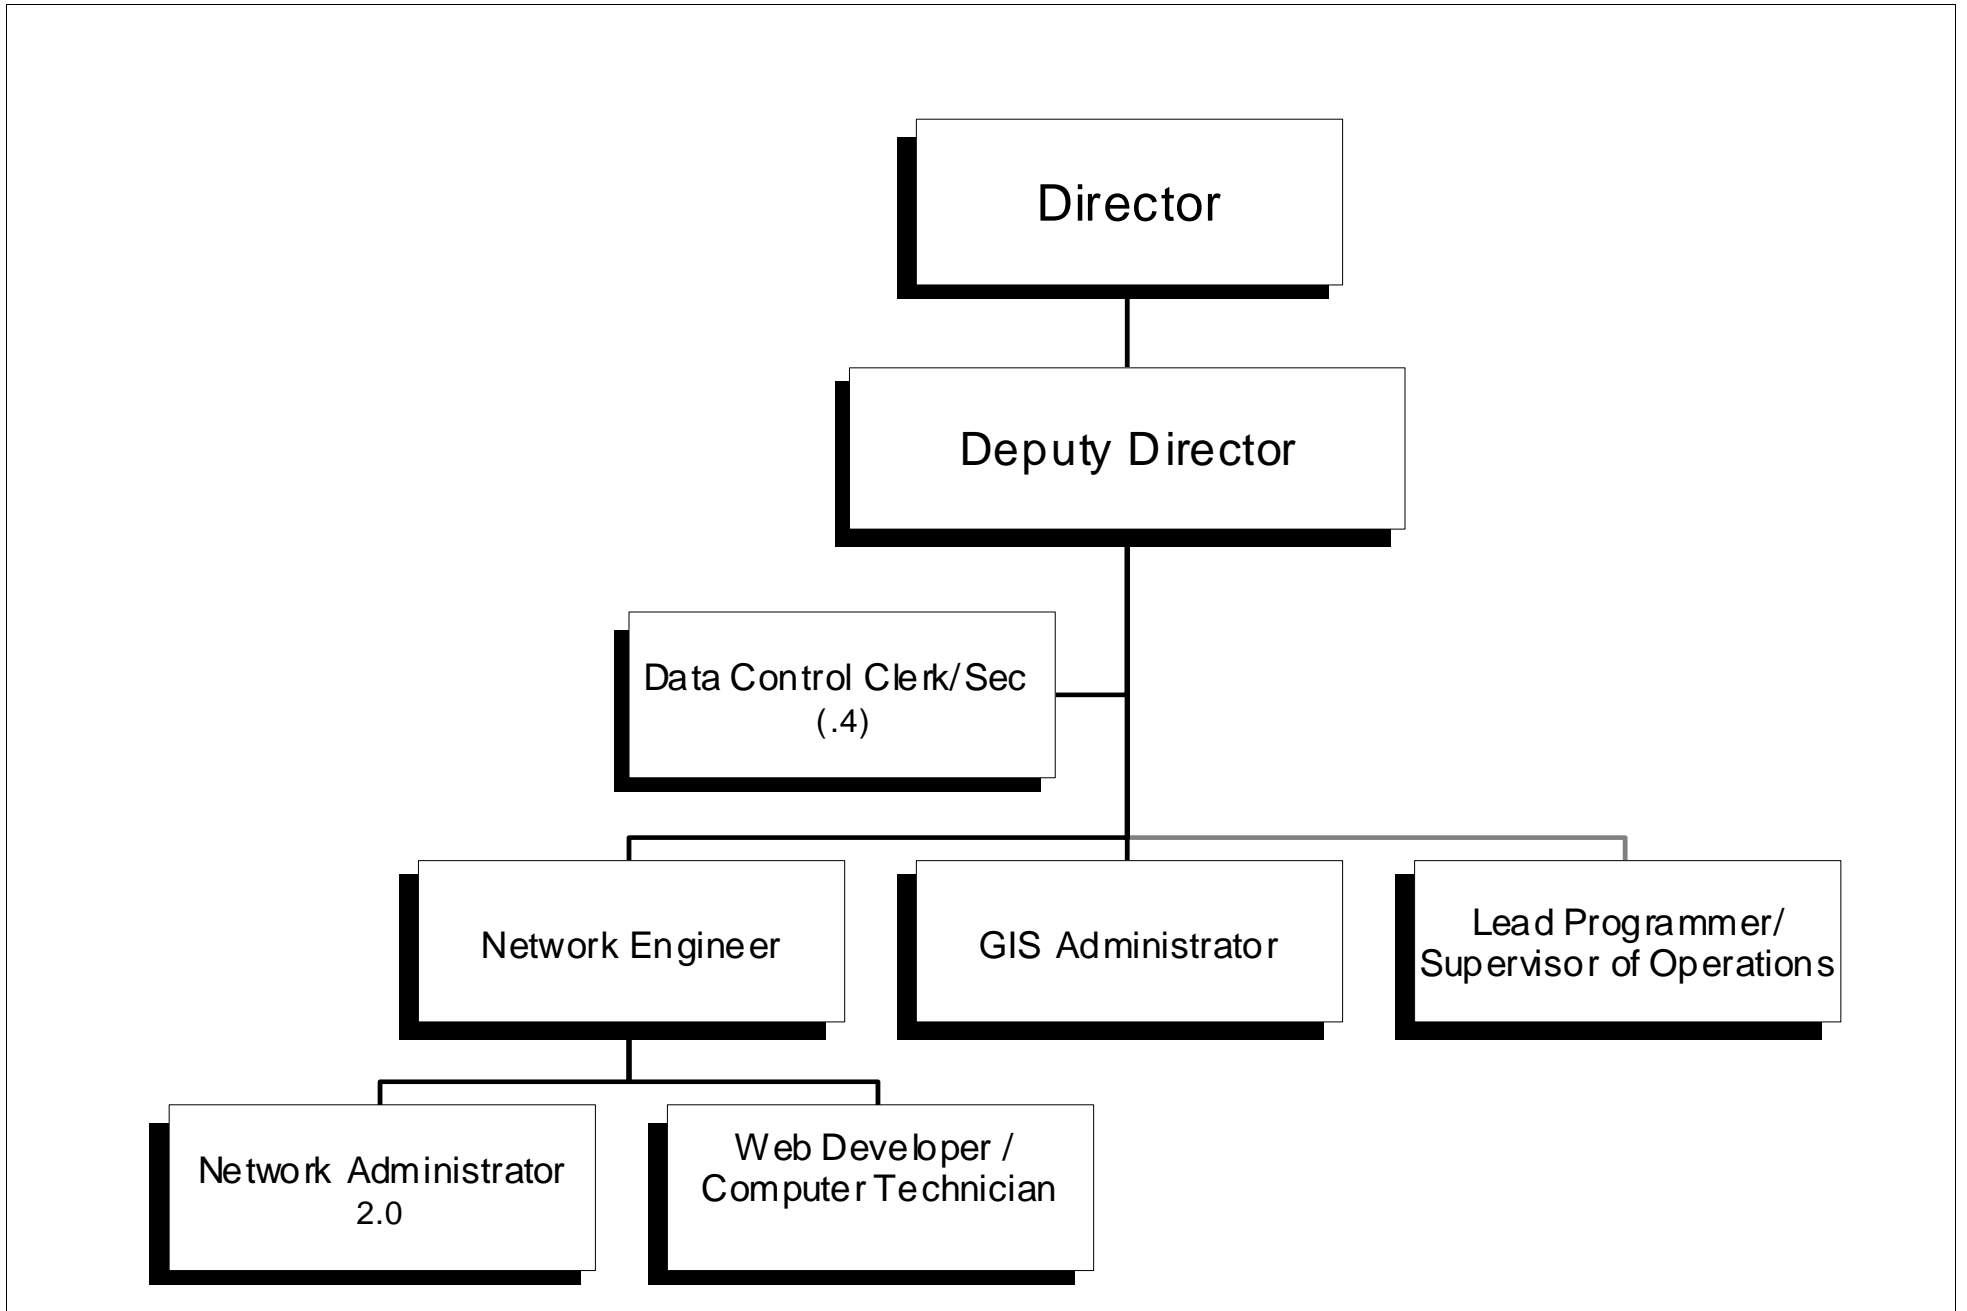 Director
Deputy Director
Data Control Clerk/Sec
(.4)
Network Engineer
GIS Administrator
Lead Programmer/
Supervisor of Operations
Network Administrator
2.0
Web Developer /
Computer Technician